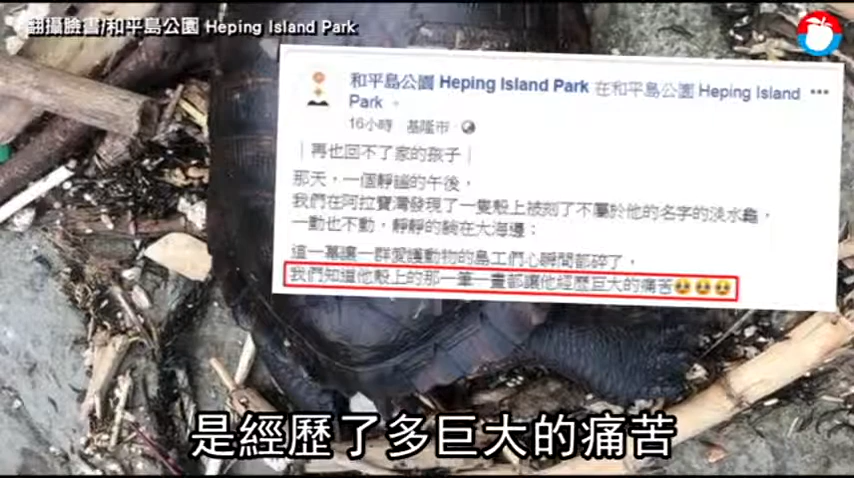 翻攝臉書/和平島公園 Heping Island Park
和平島公園 Heping Island Park 在和平島公園 Heping Island
Park。
16小時 · 基隆市 ·
｜再也回不了家的孩子｜
那天，一個靜謐的午後，
我們在阿拉寶灣發現了一隻殼上被刻了不屬於他的名字的淡水龜，
一動也不動，靜靜的躺在大海邊；
這一幕讓一群愛護動物的島工們心瞬間都碎了，
我們知道他殼上的那一筆一畫都讓他經歷巨大的痛苦😢😢😢
是經歷了多巨大的痛苦